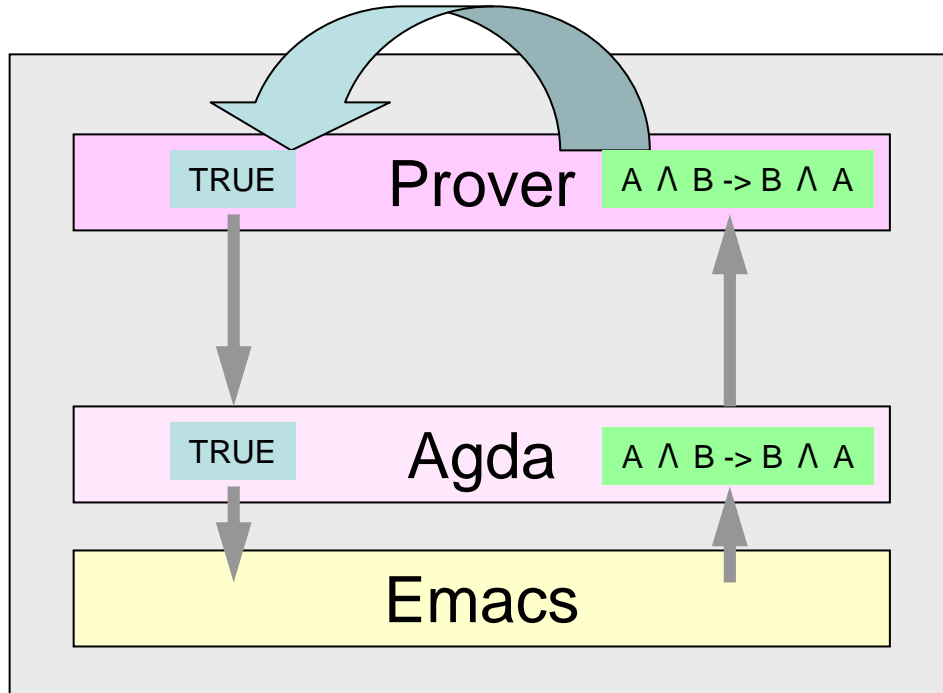 TRUE Prover A Λ B -> B Λ A
TRUE Agda A Λ B -> B Λ A
Emacs